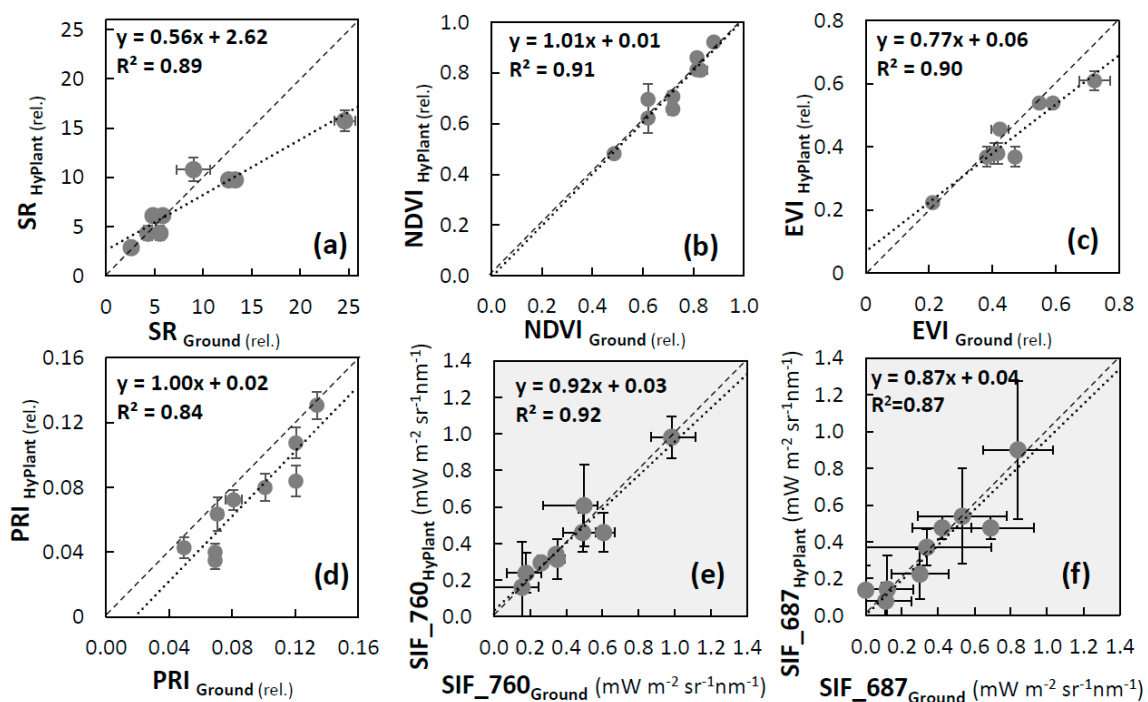 y = 0.56x + 2.62
R² = 0.89
SR HyPlant (rel.)
25
20
15
10
5
0
0 5 10 15 20 25
SR Ground (rel.)
(a)
y = 1.01x + 0.01
R² = 0.91
NDVI HyPlant (rel.)
1.0
0.8
0.6
0.4
0.2
0.0
0.0 0.2 0.4 0.6 0.8 1.0
NDVI Ground (rel.)
(b)
y = 0.77x + 0.06
R² = 0.90
EVI HyPlant (rel.)
0.8
0.6
0.4
0.2
0
0 0.2 0.4 0.6 0.8
EVI Ground (rel.)
(c)
y = 1.00x + 0.02
R² = 0.84
PRI HyPlant (rel.)
0.16
0.12
0.08
0.04
0.00
0.00 0.04 0.08 0.12 0.16
PRI Ground (rel.)
(d)
y = 0.92x + 0.03
R² = 0.92
SIF_760HyPlant (mW m⁻² sr⁻¹nm⁻¹)
1.4
1.2
1.0
0.8
0.6
0.4
0.2
0.0
0.0 0.2 0.4 0.6 0.8 1.0 1.2 1.4
SIF_760Ground (mW m⁻² sr⁻¹nm⁻¹)
(e)
y = 0.87x + 0.04
R²=0.87
SIF_687HyPlant (mW m⁻² sr⁻¹nm⁻¹)
1.4
1.2
1.0
0.8
0.6
0.4
0.2
0.0
0.0 0.2 0.4 0.6 0.8 1.0 1.2 1.4
SIF_687Ground (mW m⁻² sr⁻¹nm⁻¹)
(f)